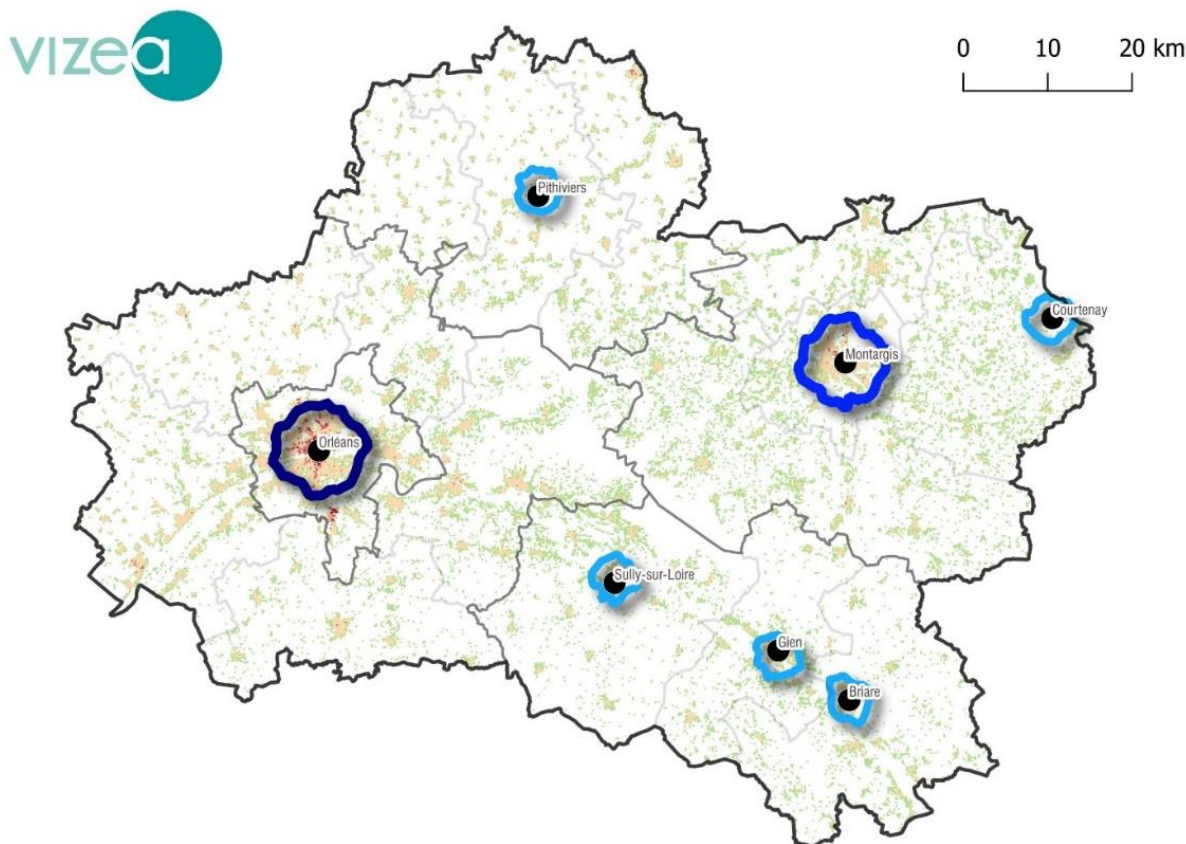 vizea
0 10 20 km
Pithiviers
Courtenay
Montargis
Orléans
Sully-sur-Loire
Gien
Briare